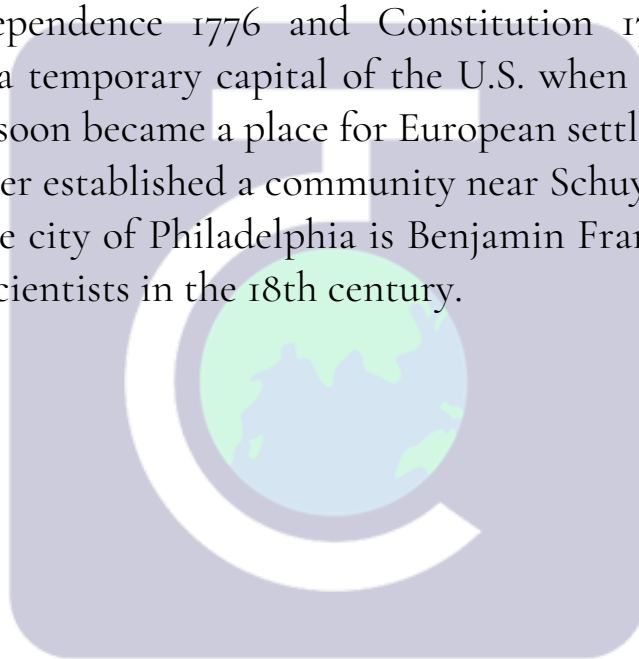 ependence 1776 and Constitution
a temporary capital of the U.S. when
soon became a place for European settl
er established a community near Schuy
e city of Philadelphia is Benjamin Fran
cientists in the 18th century.